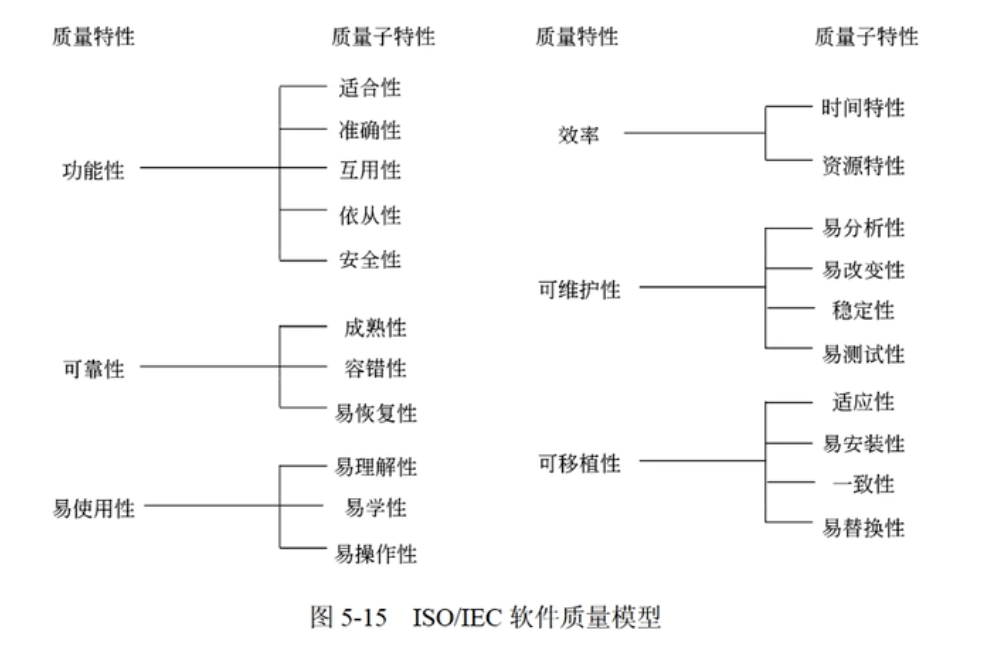 质量特性 质量子特性 质量特性 质量子特性
功能性
适合性
准确性
互用性
依从性
安全性
可靠性
成熟性
容错性
易恢复性
易使用性
易理解性
易学性
易操作性
效率
时间特性
资源特性
可维护性
易分析性
易改变性
稳定性
易测试性
可移植性
适应性
易安装性
一致性
易替换性
图 5-15 ISO/IEC 软件质量模型